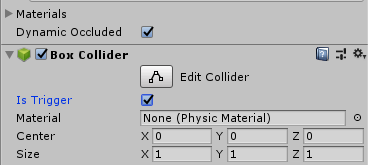 Materials
Dynamic Occluded
Box Collider
Edit Collider
Is Trigger
Material None (Physic Material)
Center X 0 Y 0 Z 0
Size X 1 Y 1 Z 1